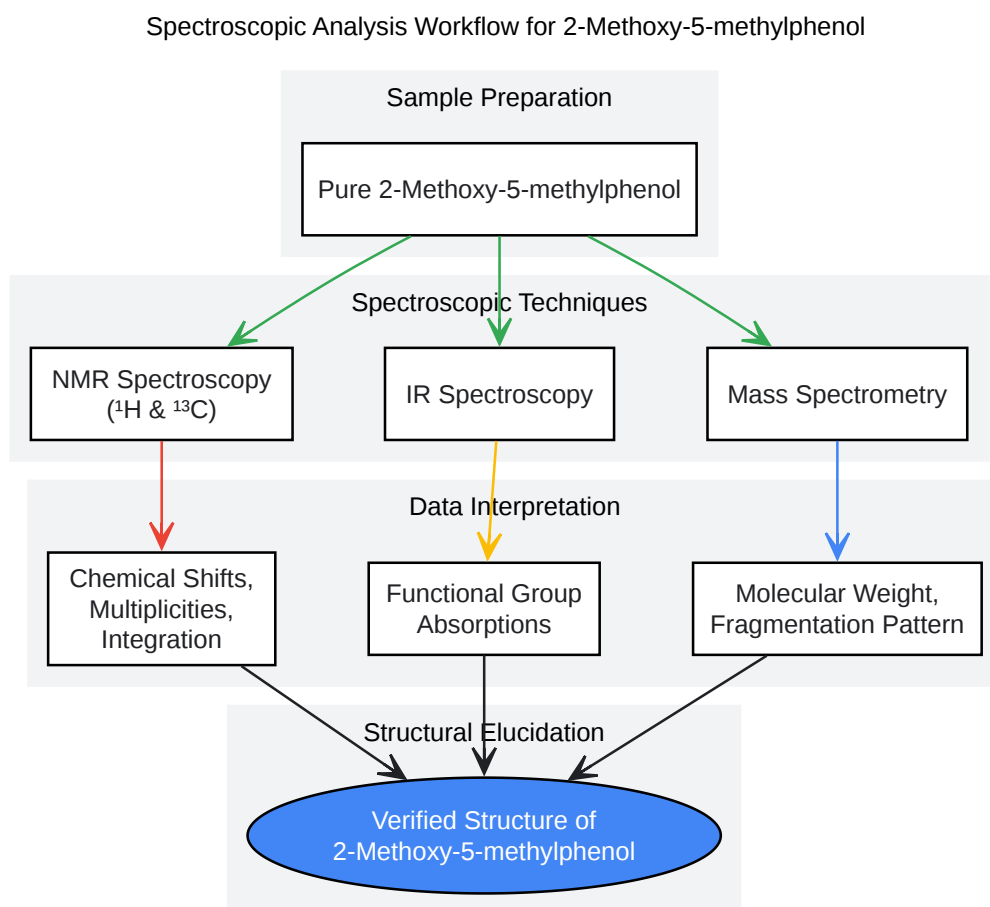 Spectroscopic Analysis Workflow for 2-Methoxy-5-methylphenol
Sample Preparation
Pure 2-Methoxy-5-methylphenol
Spectroscopic Techniques
NMR Spectroscopy
(¹H & ¹³C)
IR Spectroscopy
Mass Spectrometry
Data Interpretation
Chemical Shifts,
Multiplicities,
Integration
Functional Group
Absorptions
Molecular Weight,
Fragmentation Pattern
Structural Elucidation
Verified Structure of
2-Methoxy-5-methylphenol